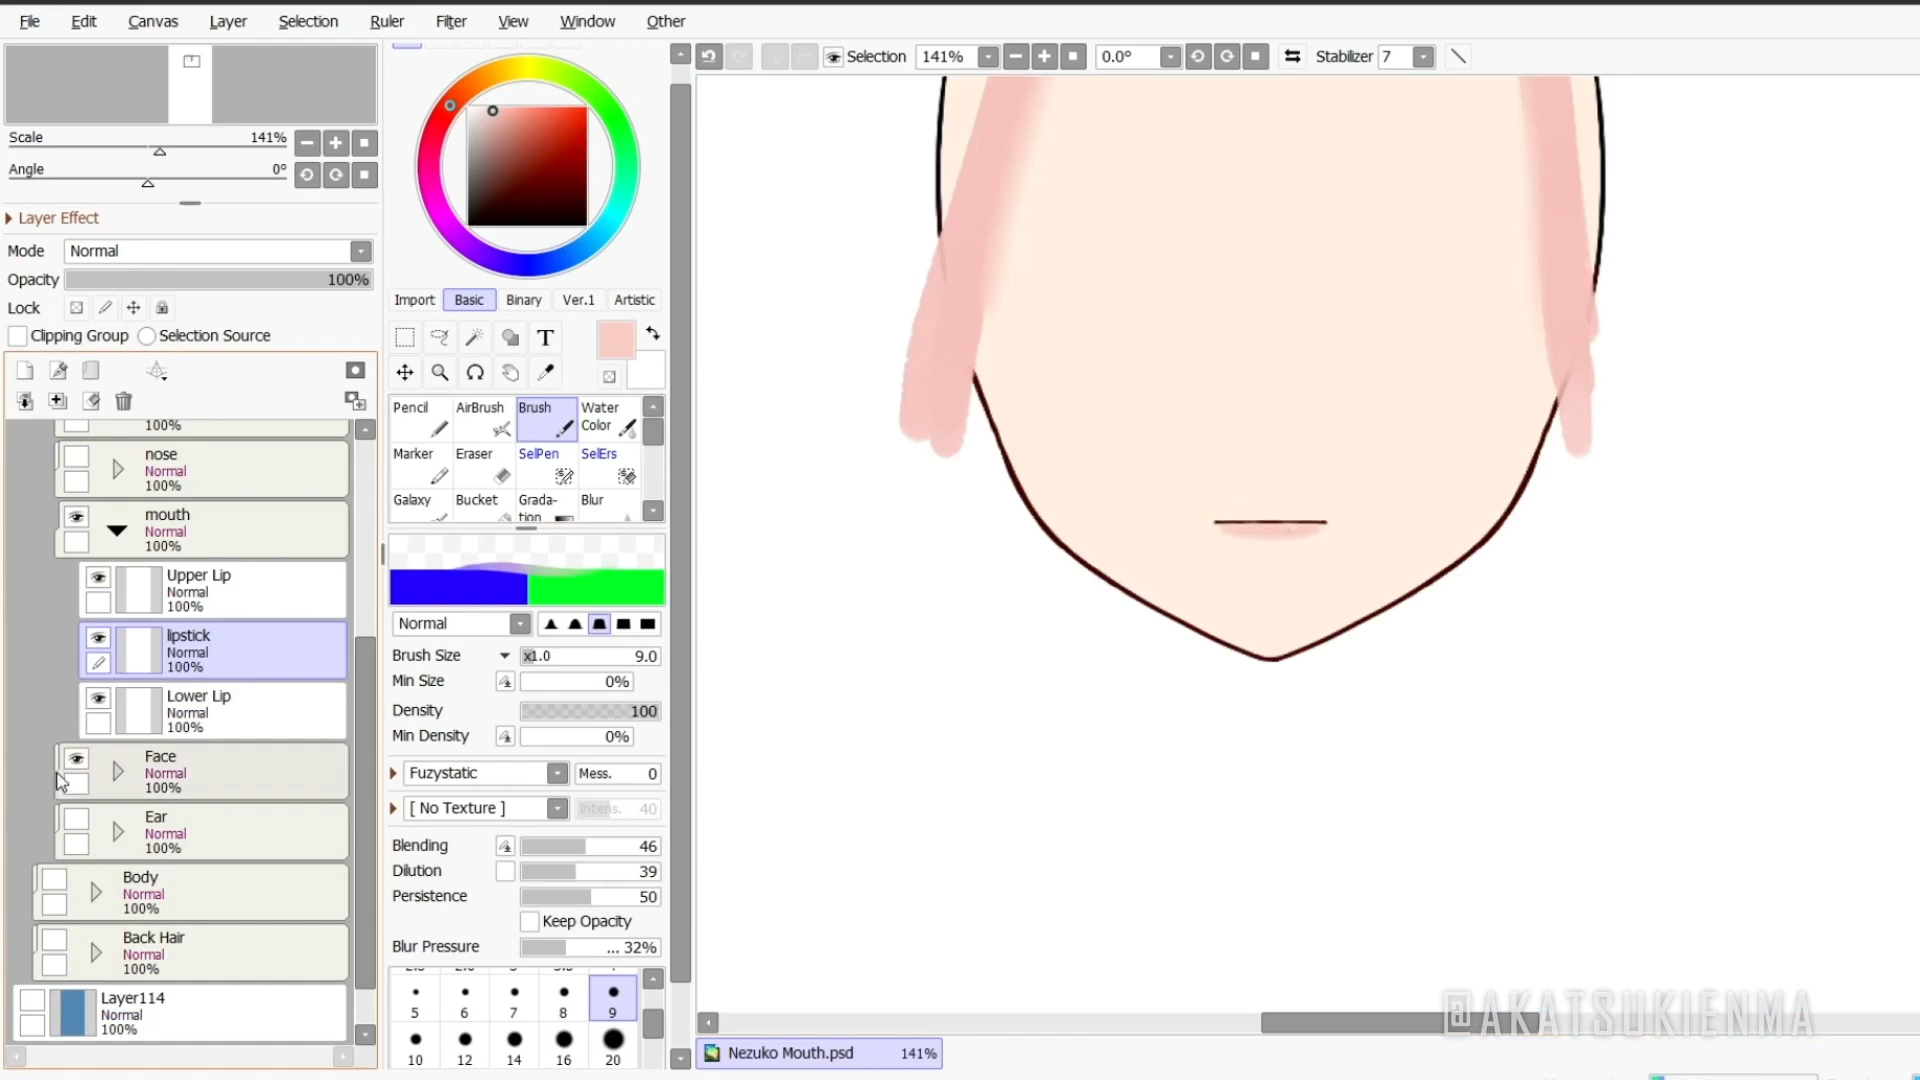 File Edit Canvas Layer Selection Ruler Filter View Window Other
Selection 141% 0.0° Stabilizer 7
Scale 141%
Angle 0°
Layer Effect
Mode Normal
Opacity 100%
Lock
Clipping Group Selection Source
100%
nose
Normal
100%
mouth
Normal
100%
Upper Lip
Normal
100%
lipstick
Normal
100%
Lower Lip
Normal
100%
Face
Normal
100%
Ear
Normal
100%
Body
Normal
100%
Back Hair
Normal
100%
Layer114
Normal
100%
Import Basic Binary Ver.1 Artistic
T
Pencil AirBrush Brush Water Color
Marker Eraser SelPen SelErs
Galaxy Bucket Grada-tion Blur
Normal
Brush Size x1.0 9.0
Min Size 0%
Density 100
Min Density 0%
Fuzystatic Mess. 0
[ No Texture ] Intens. 40
Blending 46
Dilution 39
Persistence 50
Keep Opacity
Blur Pressure ... 32%
5 6 7 8 9
10 12 14 16 20
Nezuko Mouth.psd 141%
@AKATSUKIENMA